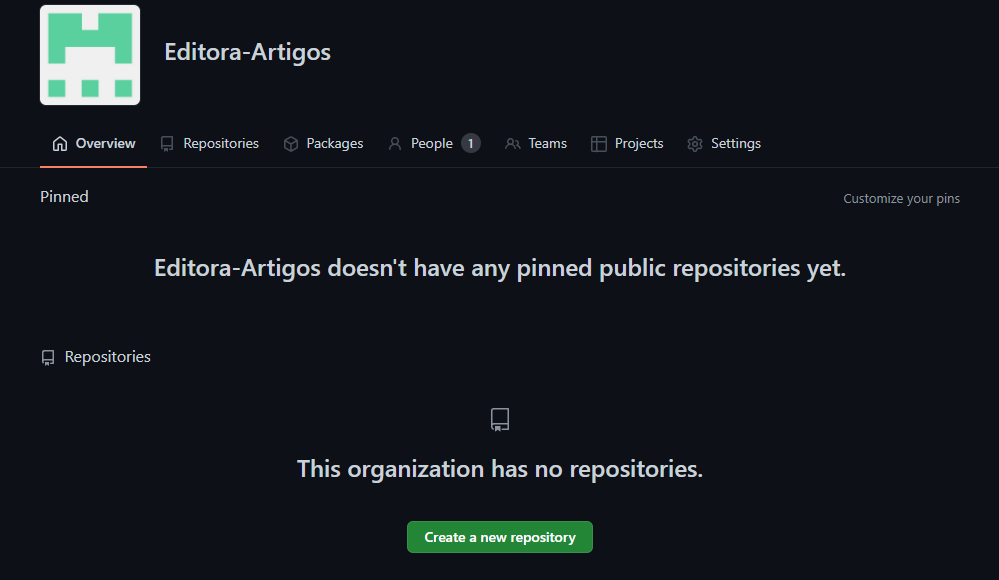 Editora-Artigos
Overview Repositories Packages People 1 Teams Projects Settings
Pinned Customize your pins
Editora-Artigos doesn't have any pinned public repositories yet.
Repositories
This organization has no repositories.
Create a new repository